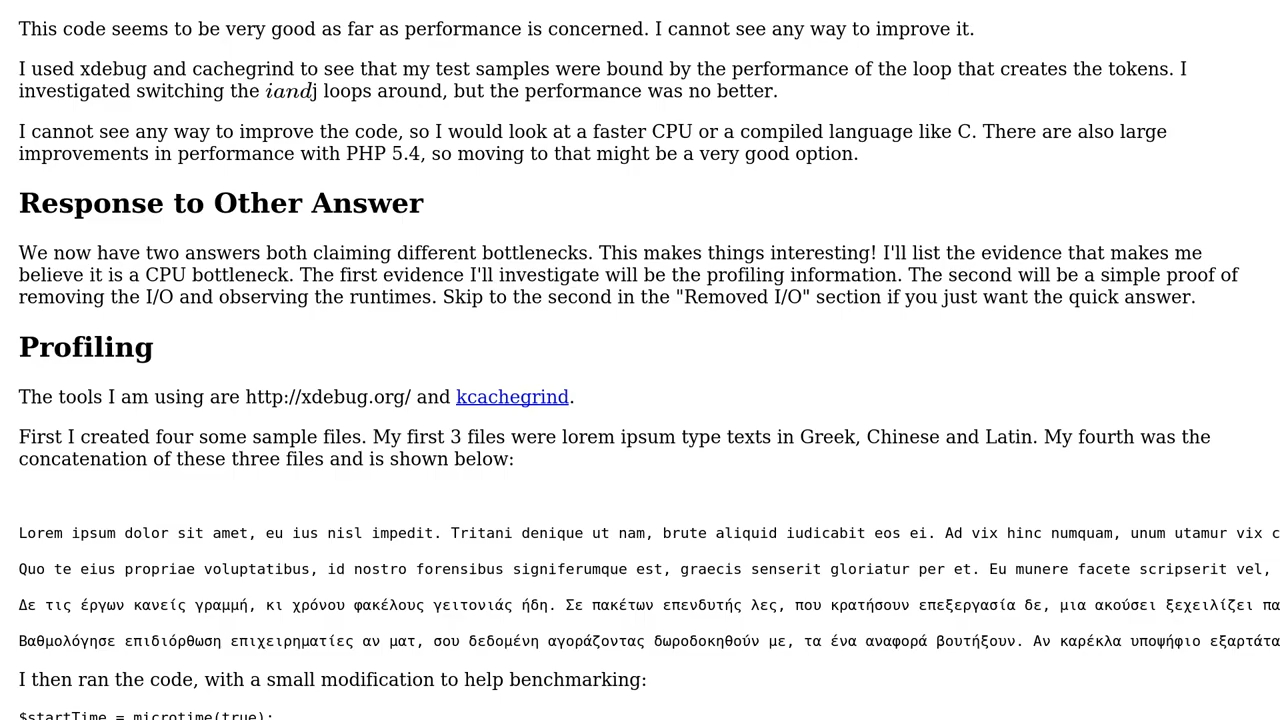 This code seems to be very good as far as performance is concerned. I cannot see any way to improve it.
I used xdebug and cachegrind to see that my test samples were bound by the performance of the loop that creates the tokens. I
investigated switching the iandj loops around, but the performance was no better.
I cannot see any way to improve the code, so I would look at a faster CPU or a compiled language like C. There are also large
improvements in performance with PHP 5.4, so moving to that might be a very good option.
Response to Other Answer
We now have two answers both claiming different bottlenecks. This makes things interesting! I'll list the evidence that makes me
believe it is a CPU bottleneck. The first evidence I'll investigate will be the profiling information. The second will be a simple proof of
removing the I/O and observing the runtimes. Skip to the second in the "Removed I/O" section if you just want the quick answer.
Profiling
The tools I am using are http://xdebug.org/ and kcachegrind.
First I created four some sample files. My first 3 files were lorem ipsum type texts in Greek, Chinese and Latin. My fourth was the
concatenation of these three files and is shown below:
Lorem ipsum dolor sit amet, eu ius nisl impedit. Tritani denique ut nam, brute aliquid iudicabit eos ei. Ad vix hinc numquam, unum utamur vix c
Quo te eius propriae voluptatibus, id nostro forensibus signiferumque est, graecis senserit gloriatur per et. Eu munere facete scripserit vel,
Δε τις έργων κανείς γραμμή, κι χρόνου φακέλους γειτονιάς ήδη. Σε πακέτων επενδυτής λες, που κρατήσουν επεξεργασία δε, μια ακούσει ξεχειλίζει πα
Βαθμολόγησε επιδιόρθωση επιχειρηματίες αν ματ, σου δεδομένη αγοράζοντας δωροδοκηθούν με, τα ένα αναφορά βουτήξουν. Αν καρέκλα υποψήφιο εξαρτάτα
I then ran the code, with a small modification to help benchmarking:
$startTime = microtime(true);